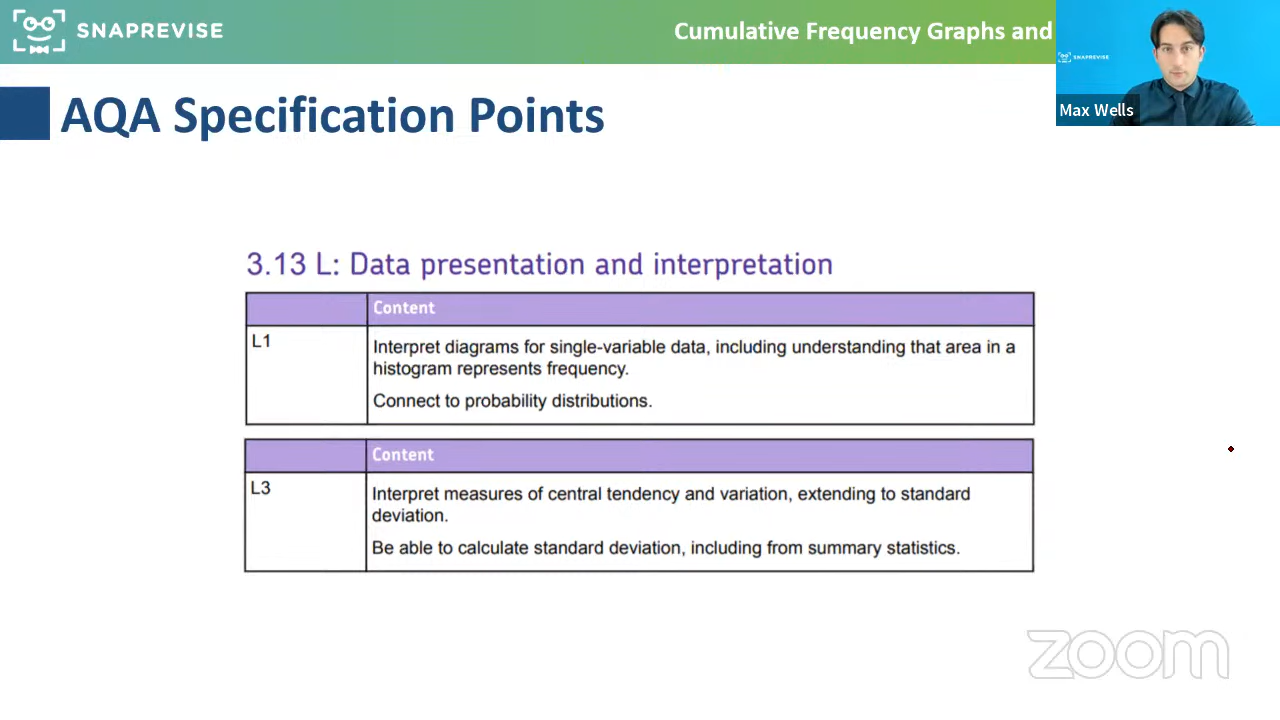 SNAPREVISE
Cumulative Frequency Graphs and
SNAPREVISE
Max Wells
AQA Specification Points
3.13 L: Data presentation and interpretation
Content
L1
Interpret diagrams for single-variable data, including understanding that area in a
histogram represents frequency.
Connect to probability distributions.
Content
L3
Interpret measures of central tendency and variation, extending to standard
deviation.
Be able to calculate standard deviation, including from summary statistics.
zoom